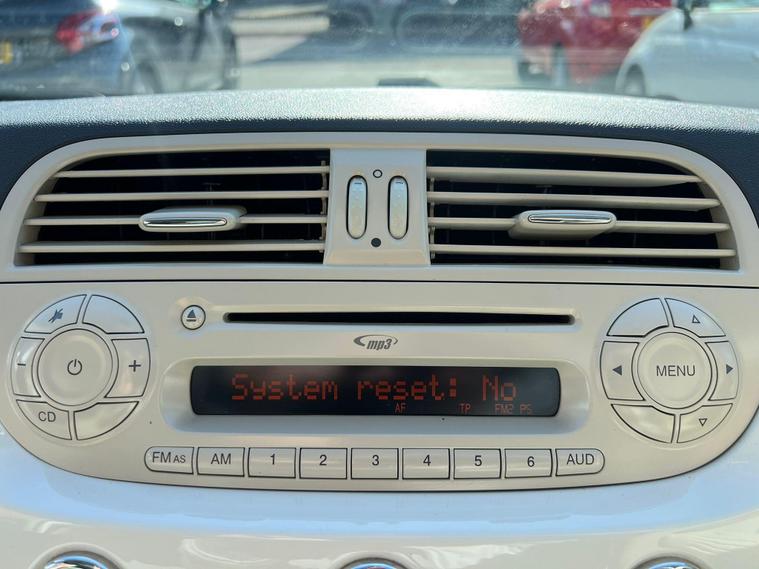 mp3
System reset: No
AF TP FM2 PS
- + CD
MENU
FM AS AM 1 2 3 4 5 6 AUD